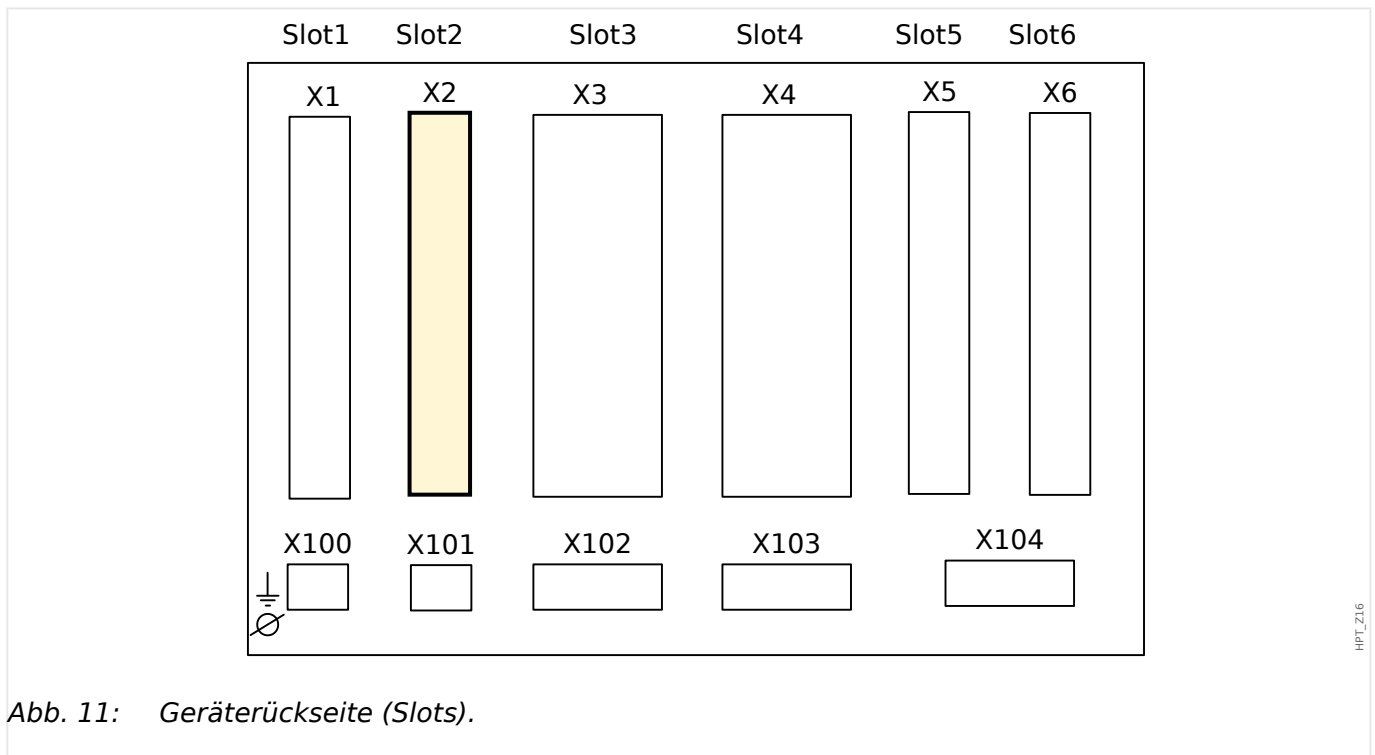 Slot1 Slot2 Slot3 Slot4 Slot5 Slot6
X1 X2 X3 X4 X5 X6
X100 X101 X102 X103 X104
HPT_Z16
Abb. 11: Geräterückseite (Slots).